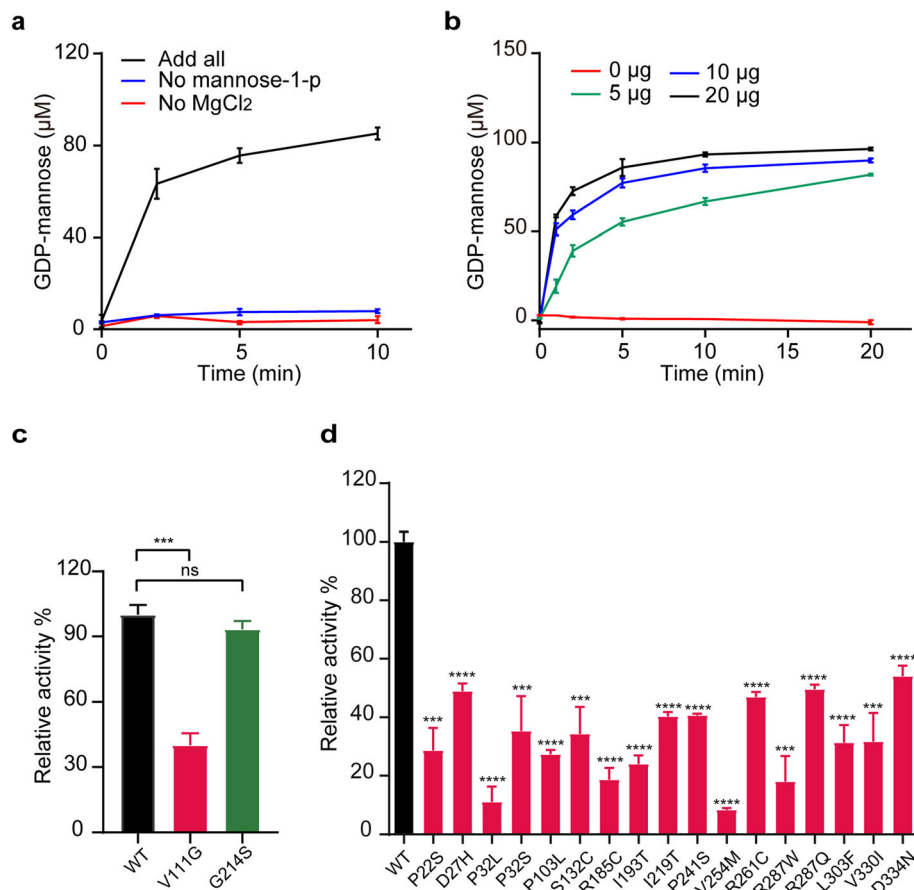 a
120
80
40
0
GDP-mannose (µM)
Add all
No mannose-1-p
No MgCl2
0
5
10
Time (min)
b
150
100
50
0
GDP-mannose (µM)
0 µg
5 µg
10 µg
20 µg
0
5
10
15
20
Time (min)
c
120
90
60
30
0
Relative activity %
***
ns
WT
V111G
G214S
d
120
100
80
60
40
20
0
Relative activity %
***
****
****
***
****
***
****
****
****
****
****
****
***
****
****
***
****
WT
P22S
D27H
P32L
P32S
P103L
S132C
R185C
I193T
I219T
P241S
V254M
R261C
R287W
R287Q
L303F
V330I
D334N